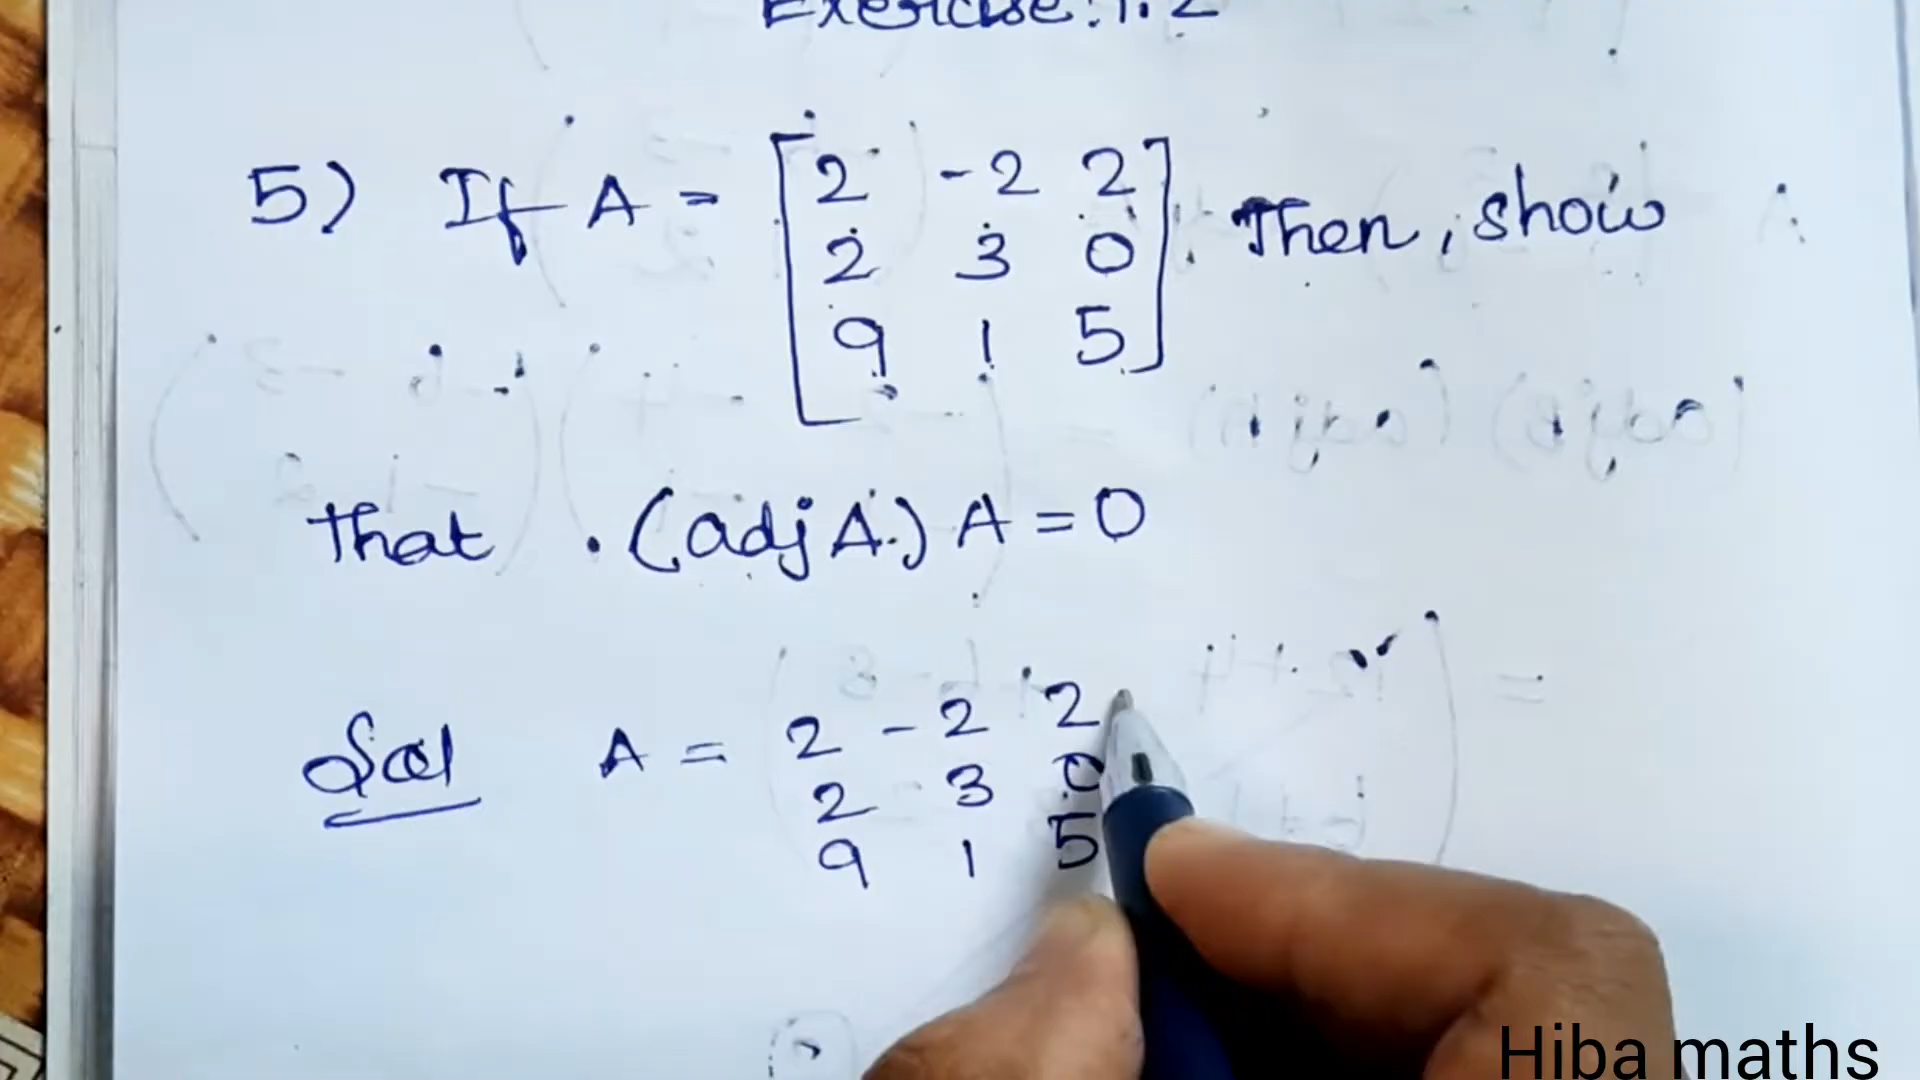 Exercise: 1.2
5) If A = [2 -2 2] Then, show
2 3 0
9 1 5
That . (adj A.) A = 0
Sol A = 2 -2 2
2 3 0
9 1 5
Hiba maths